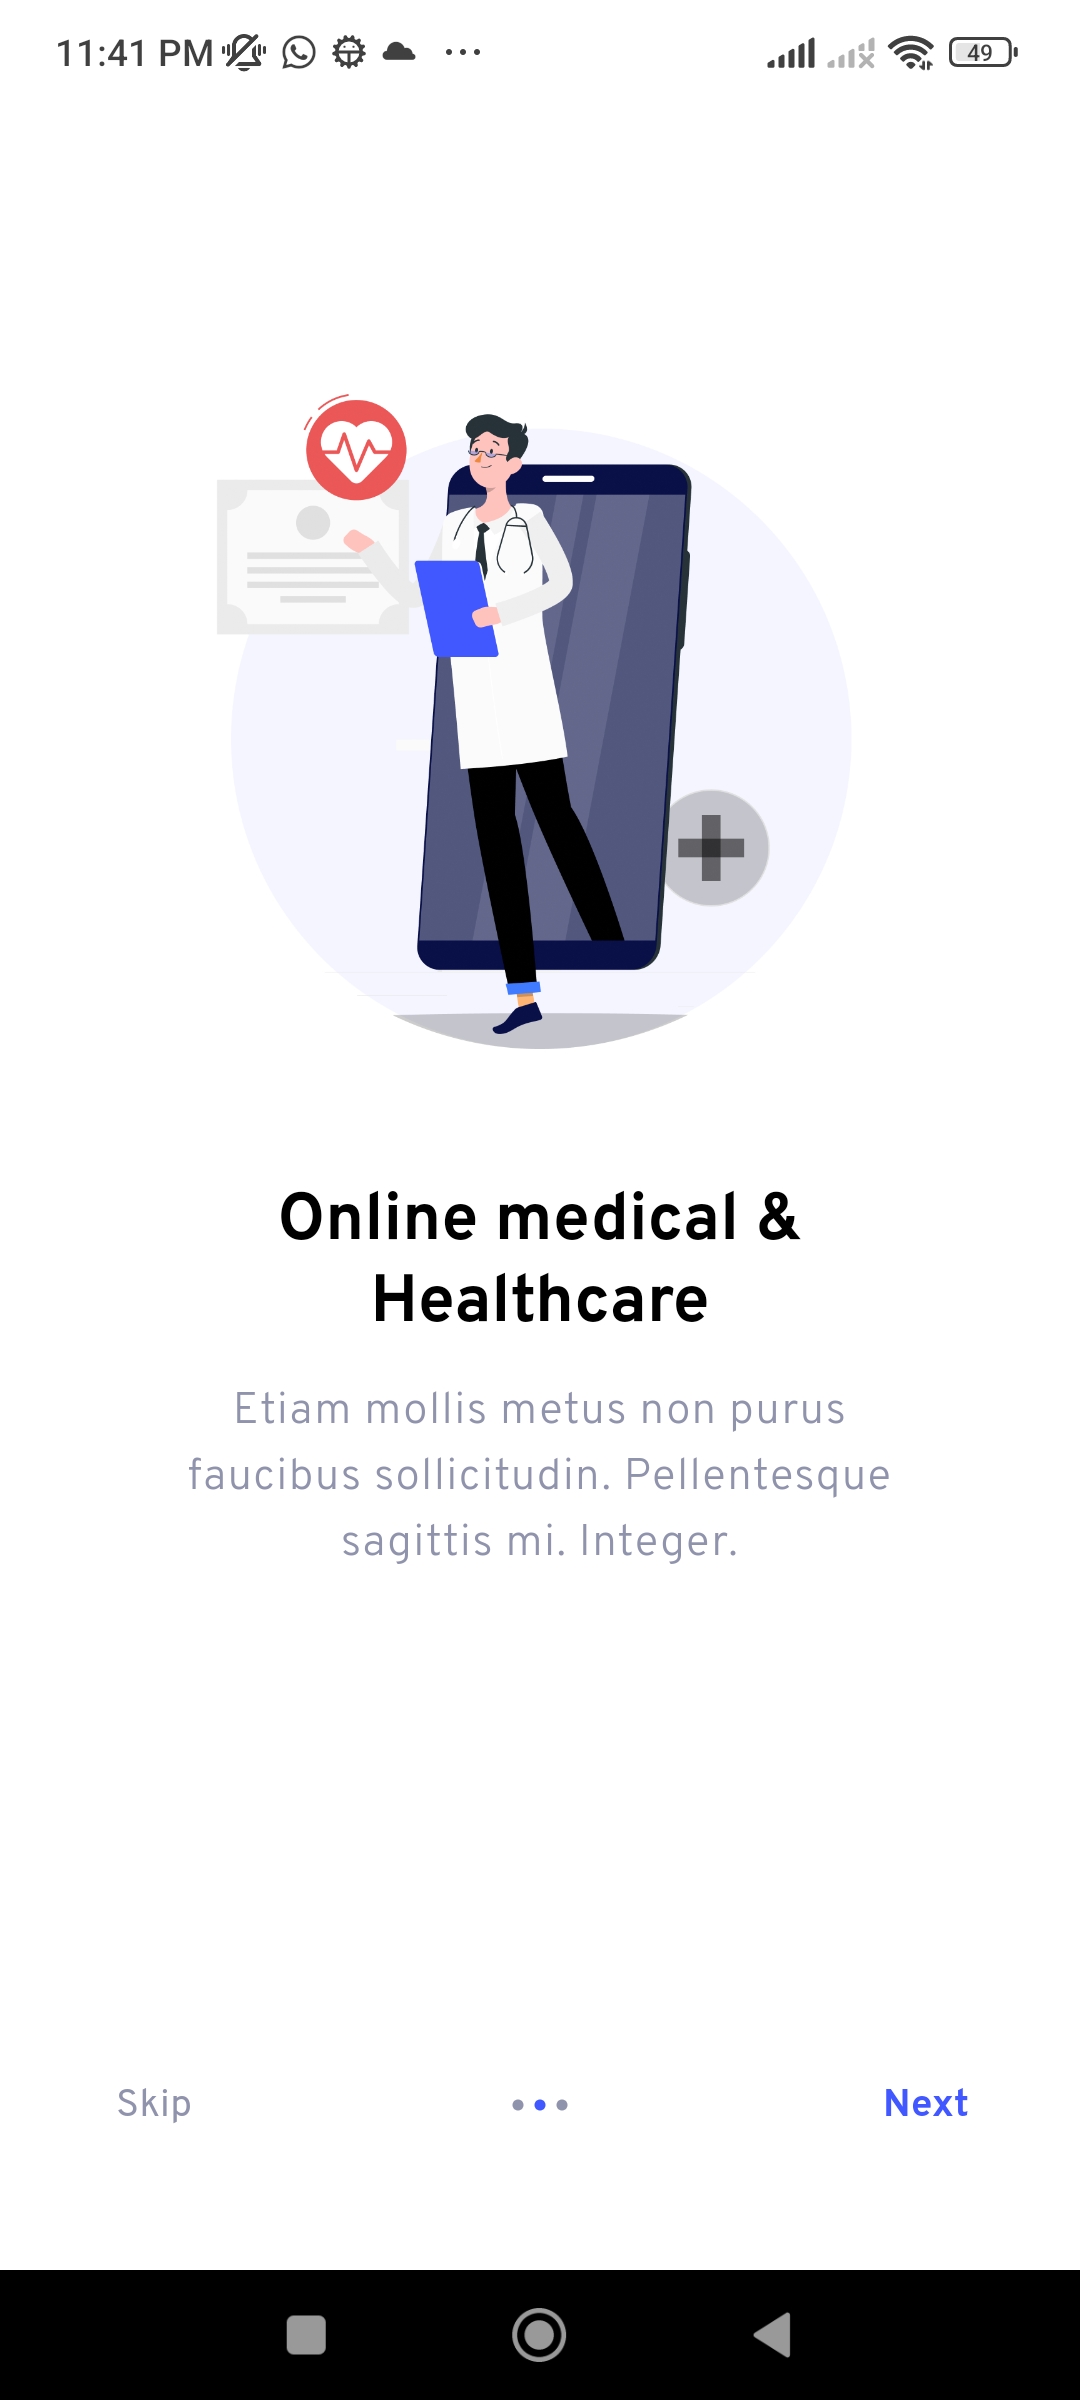 11:41 PM
49
Online medical &
Healthcare
Etiam mollis metus non purus
faucibus sollicitudin. Pellentesque
sagittis mi. Integer.
Skip
Next